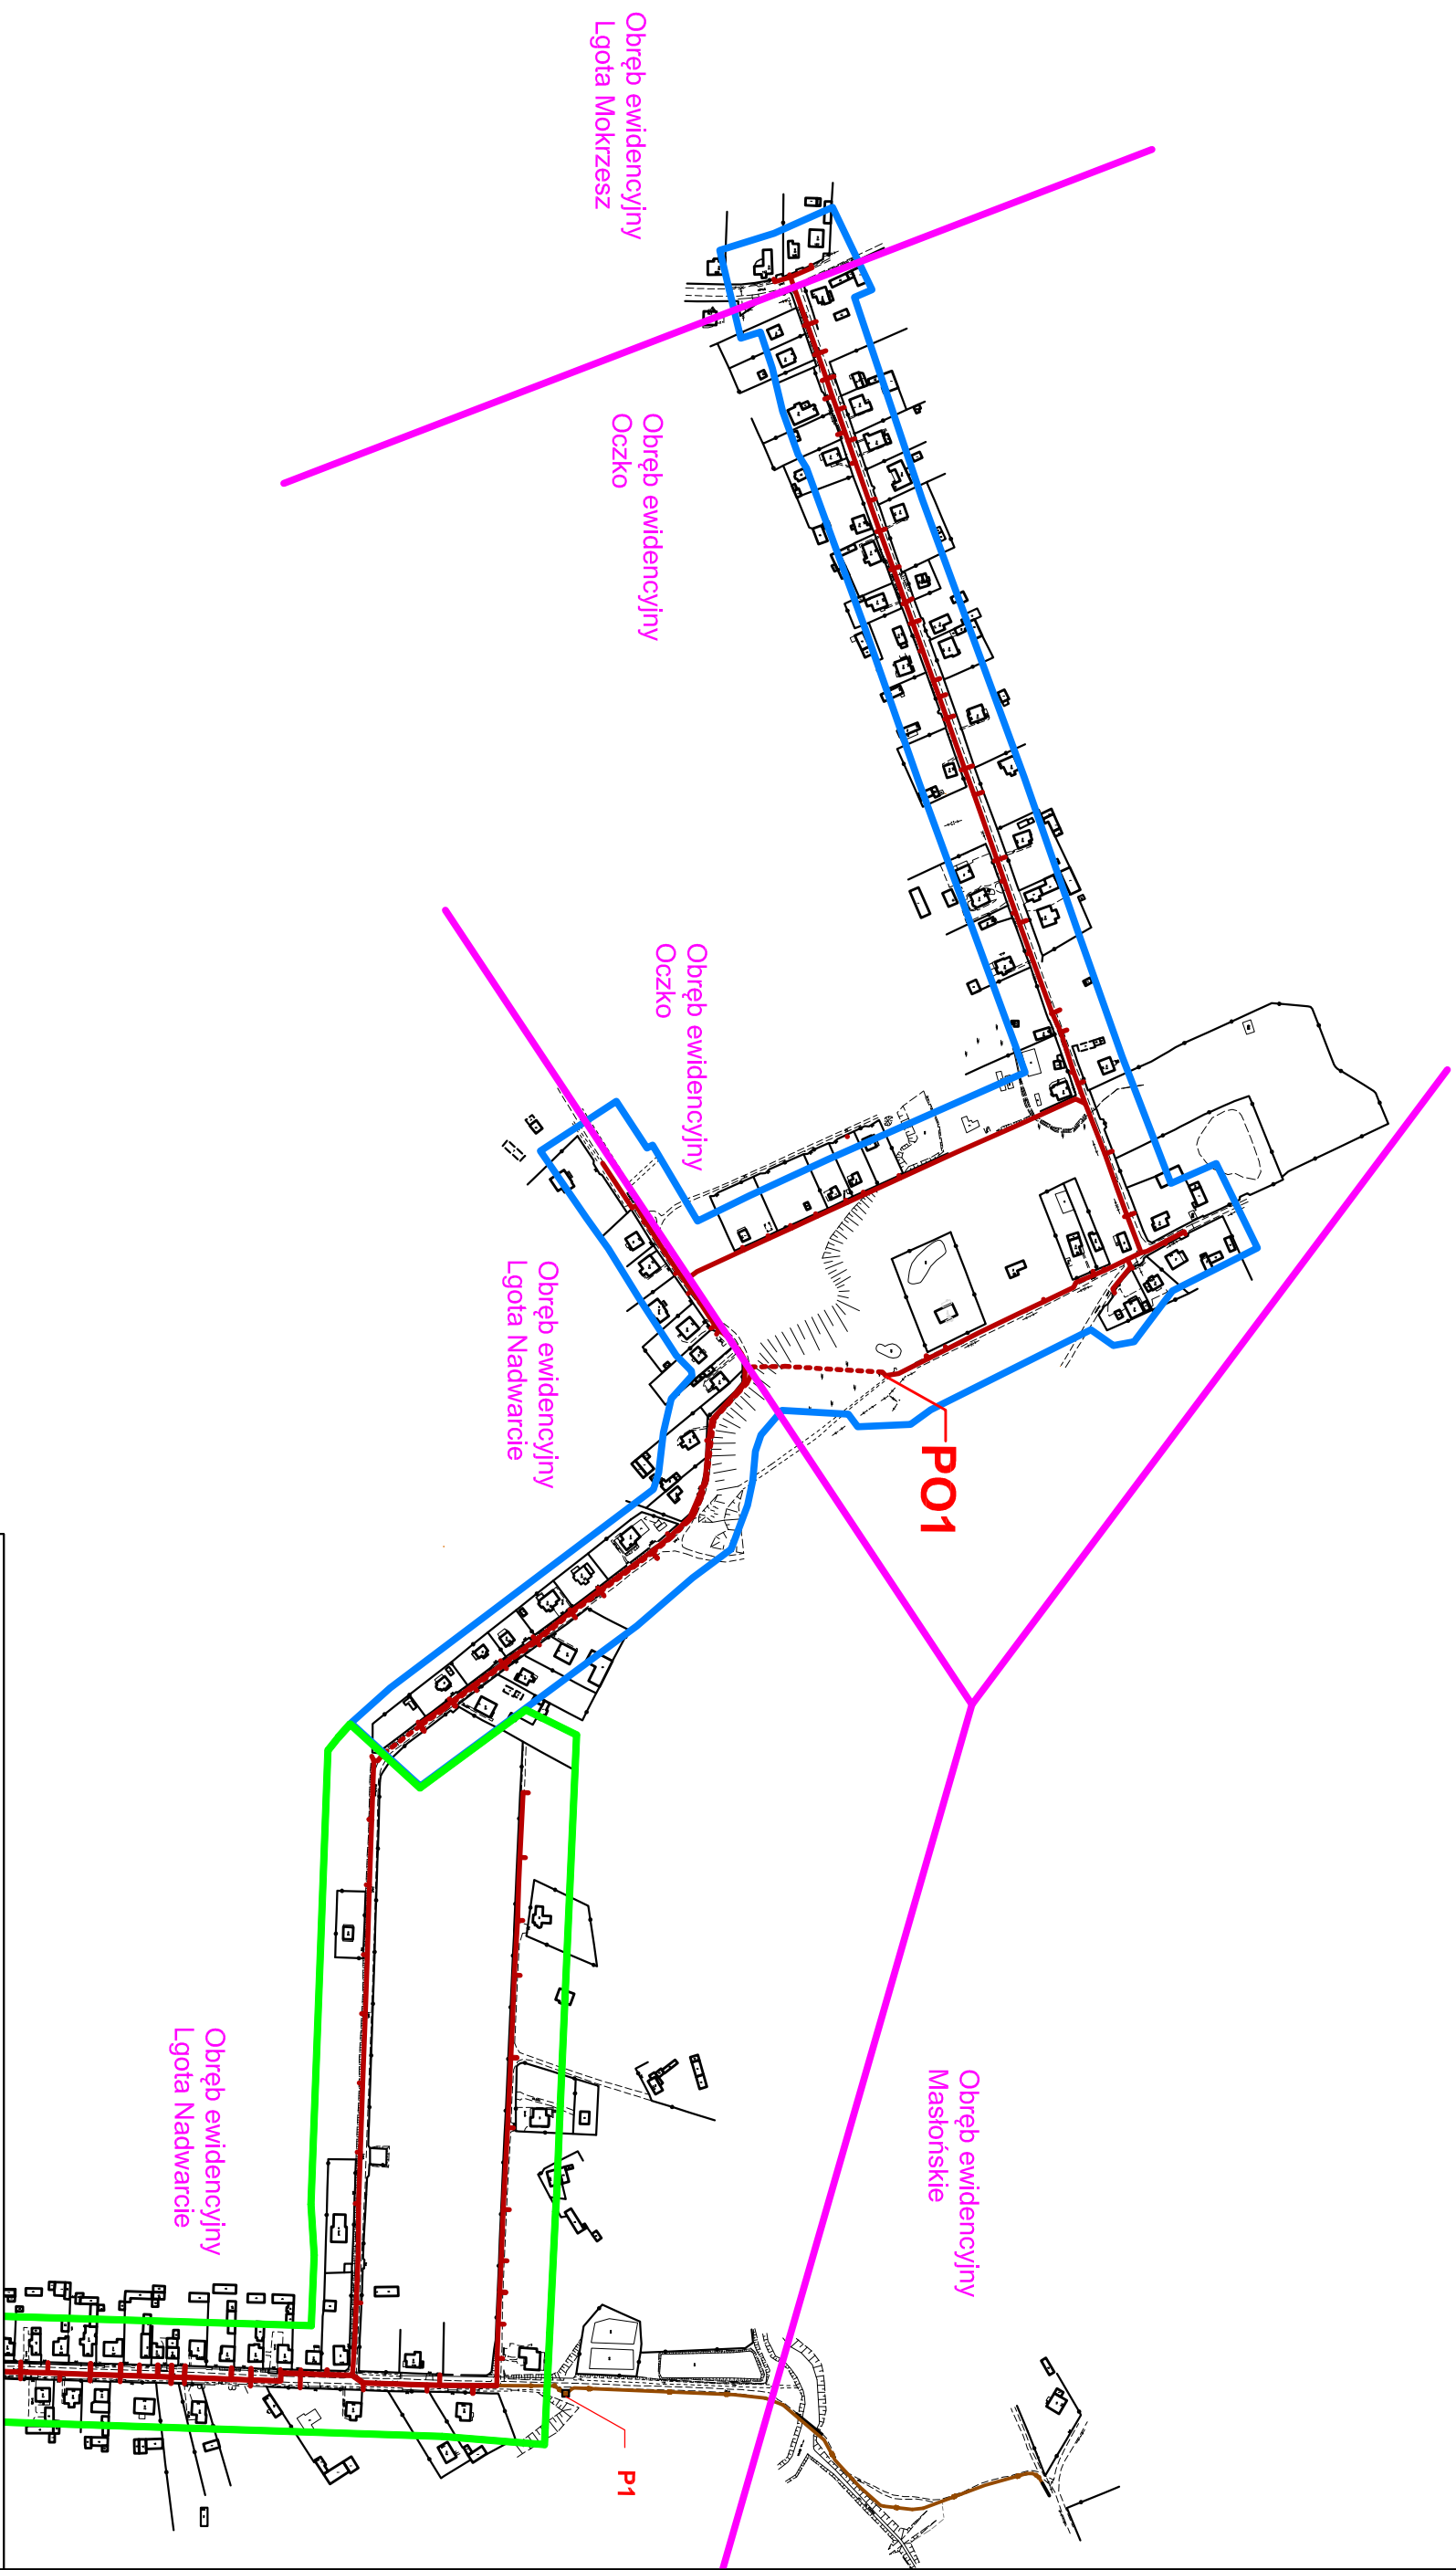 Obręb ewidencyjny
Lgota Mokrzesz
Obręb ewidencyjny
Oczko
Obręb ewidencyjny
Oczko
Obręb ewidencyjny
Lgota Nadwarcie
PO1
Obręb ewidencyjny
Masłońskie
Obręb ewidencyjny
Lgota Nadwarcie
P1